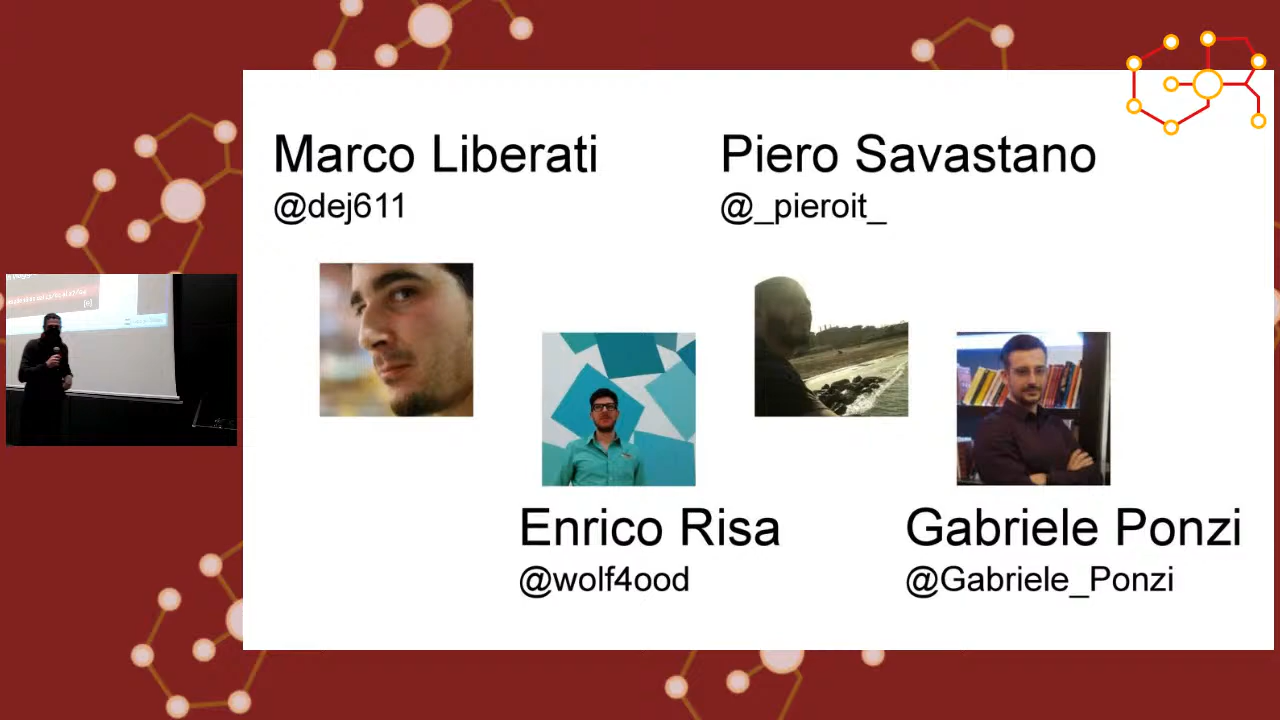 Marco Liberati
@dej611
Piero Savastano
@_pieroit_
Enrico Risa
@wolf4ood
Gabriele Ponzi
@Gabriele_Ponzi